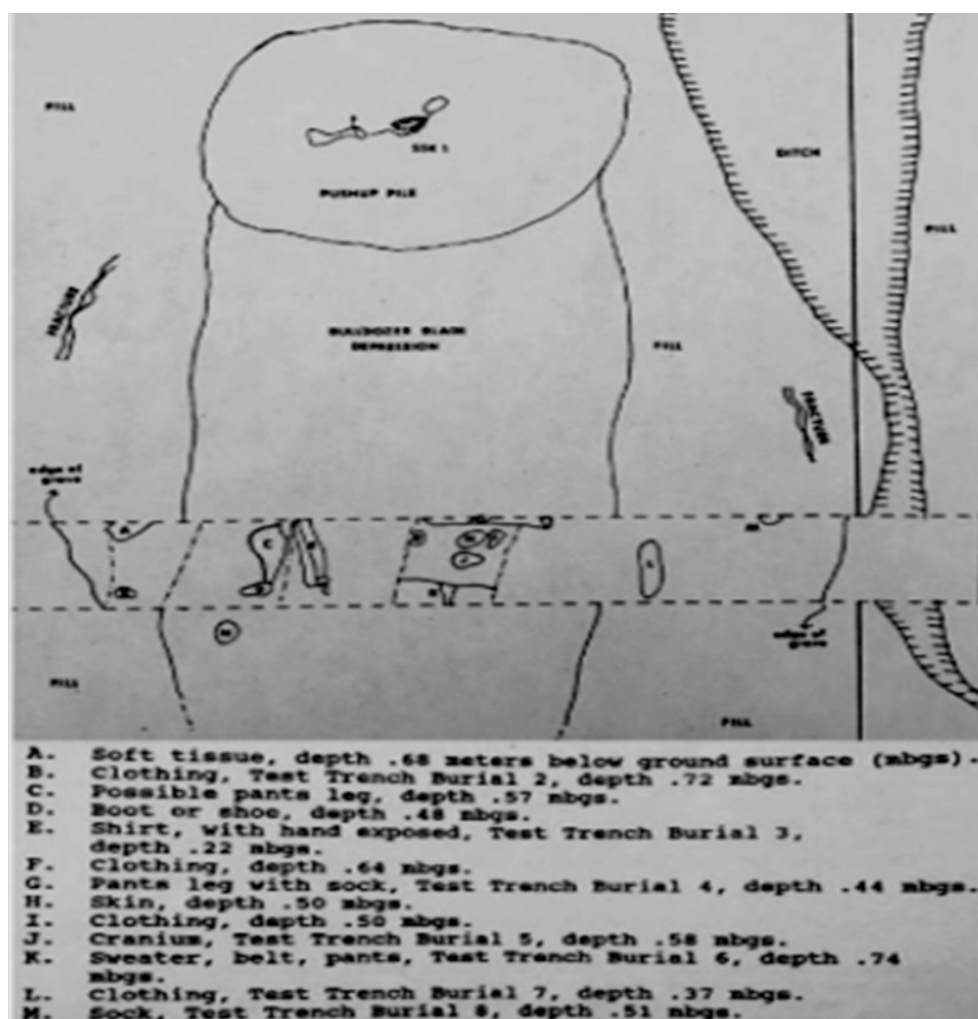 FILL
DITCH
SSK 1
PUSHUP PILE
FILL
FRACTURE
BULLDOZER BLADE
DEPRESSION
FILL
FRACTURE
edge of
grave
A
C
edge of
grave
FILL
FILL
A. Soft tissue, depth .68 meters below ground surface (mbgs).
B. Clothing, Test Trench Burial 2, depth .72 mbgs.
C. Possible pants leg, depth .57 mbgs.
D. Boot or shoe, depth .48 mbgs.
E. Shirt, with hand exposed, Test Trench Burial 3,
depth .22 mbgs.
F. Clothing, depth .64 mbgs.
G. Pants leg with sock, Test Trench Burial 4, depth .44 mbgs.
H. Skin, depth .50 mbgs.
I. Clothing, depth .50 mbgs.
J. Cranium, Test Trench Burial 5, depth .58 mbgs.
K. Sweater, belt, pants, Test Trench Burial 6, depth .74
mbgs.
L. Clothing, Test Trench Burial 7, depth .37 mbgs.
M. Sock, Test Trench Burial 8, depth .51 mbgs.